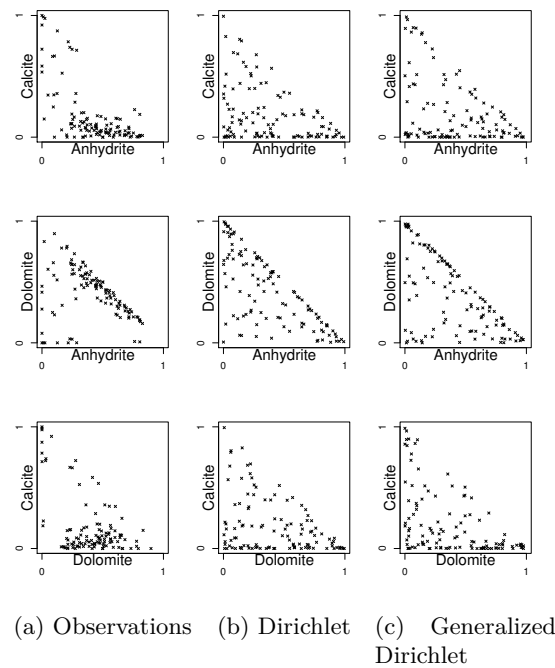 1
Calcite
0
Anhydrite
0
1
1
Calcite
0
Anhydrite
0
1
1
Calcite
0
Anhydrite
0
1
1
Dolomite
0
Anhydrite
0
1
1
Dolomite
0
Anhydrite
0
1
1
Dolomite
0
Anhydrite
0
1
1
Calcite
0
Dolomite
0
1
1
Calcite
0
Dolomite
0
1
1
Calcite
0
Dolomite
0
1
(a) Observations
(b) Dirichlet
(c) Generalized
Dirichlet